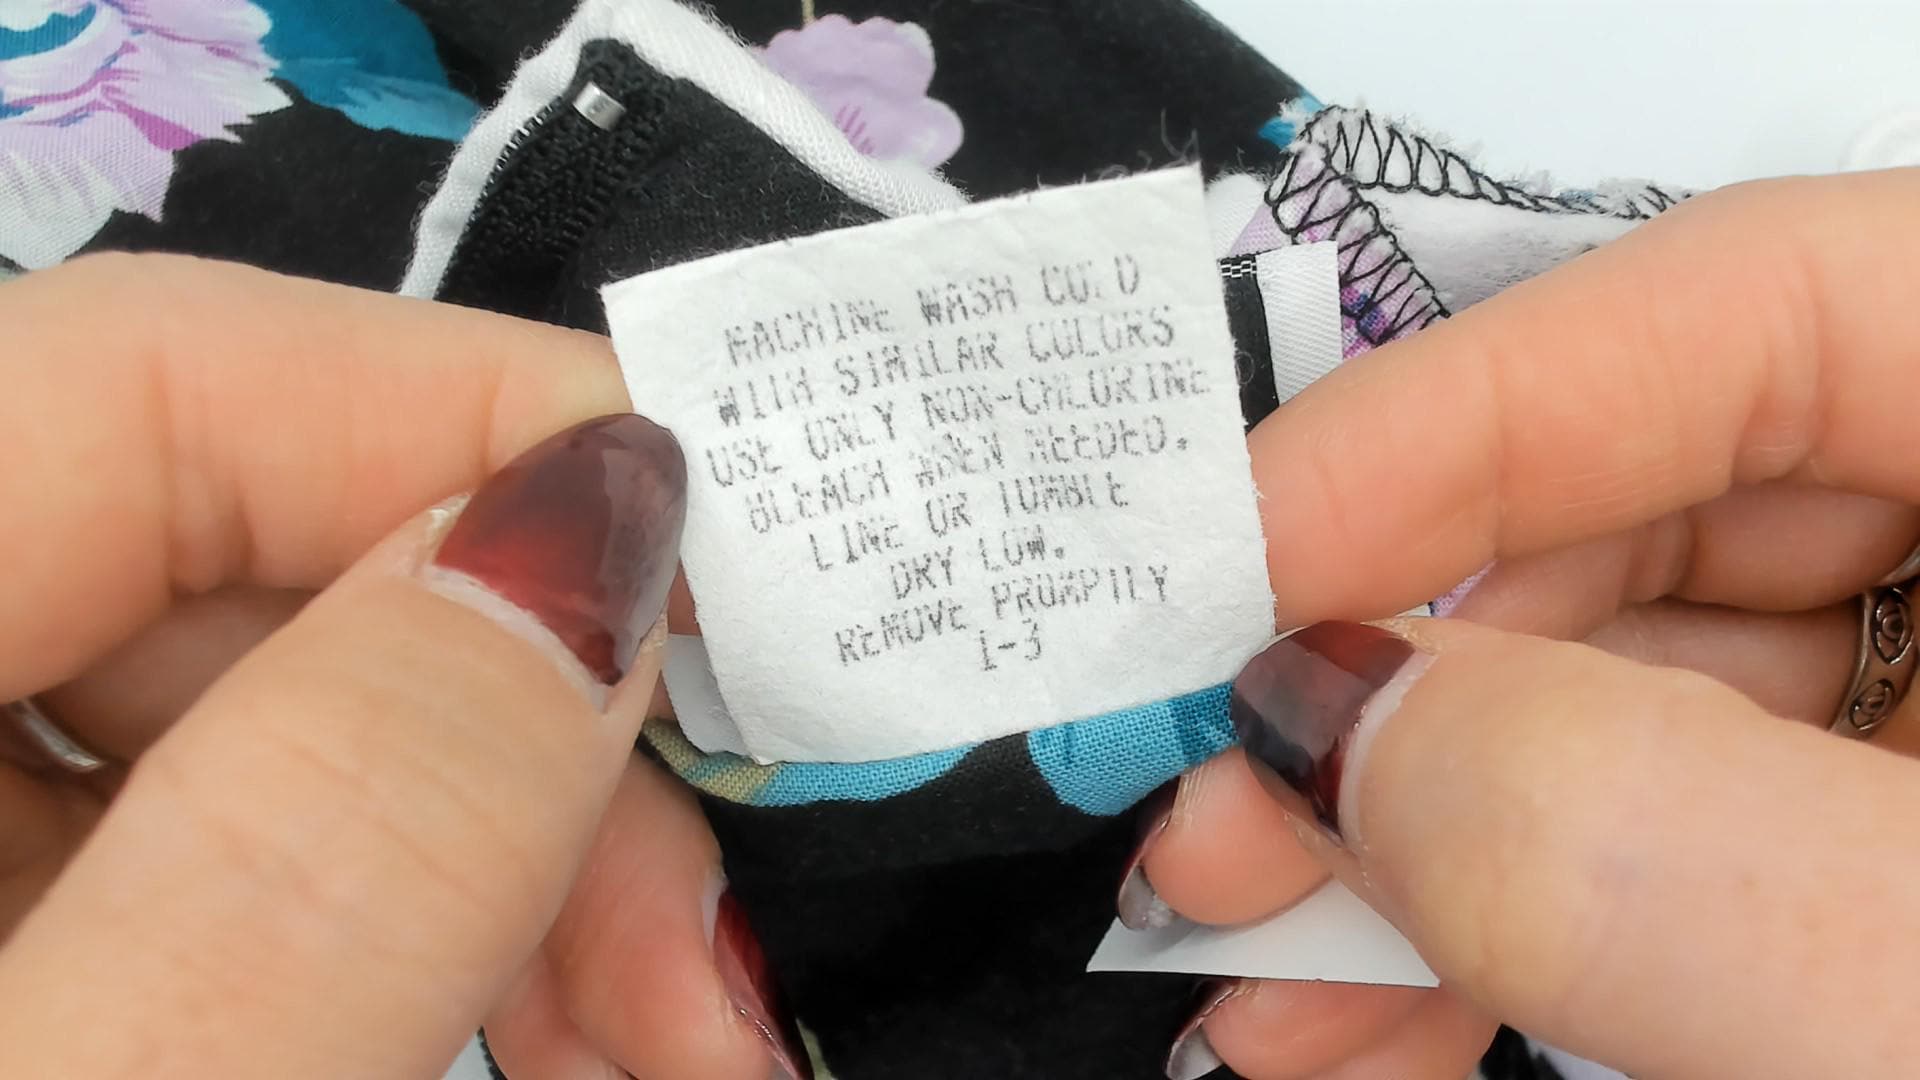 MACHINE WASH COLD
WITH SIMILAR COLORS
USE ONLY NON-CHLORINE
BLEACH WHEN NEEDED.
LINE OR TUMBLE
DRY LOW.
REMOVE PROMPTLY
1-3